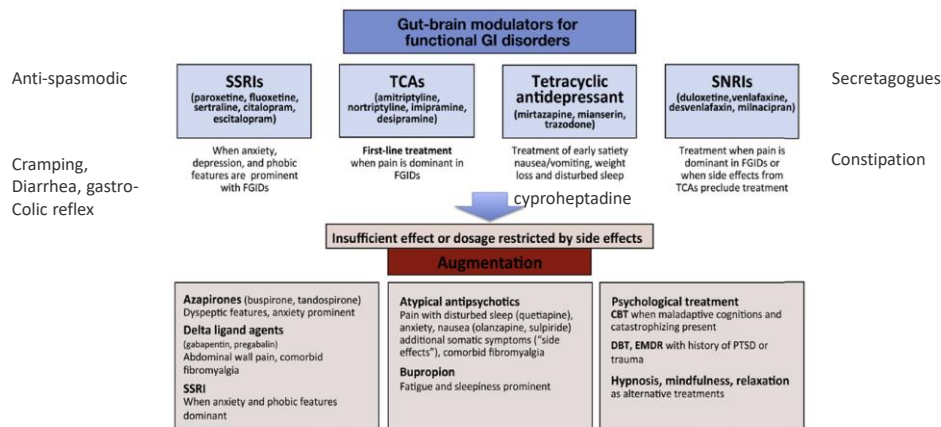 Gut-brain modulators for
functional GI disorders
Anti-spasmodic
Cramping,
Diarrhea, gastro-
Colic reflex
SSRIs
(paroxetine, fluoxetine,
sertraline, citalopram,
escitalopram)
When anxiety,
depression, and phobic
features are prominent
with FGIDs
TCAs
(amitriptyline,
nortriptyline, imipramine,
desipramine)
First-line treatment
when pain is dominant in
FGIDs
Tetracyclic
antidepressant
(mirtazapine, mianserin,
trazodone)
Treatment of early satiety
nausea/vomiting, weight
loss and disturbed sleep
SNRIs
(duloxetine,venlafaxine,
desvenlafaxin, milnacipran)
Treatment when pain is
dominant in FGIDs or
when side effects from
TCAs preclude treatment
Secretagogues
Constipation
cyproheptadine
Insufficient effect or dosage restricted by side effects
Augmentation
Azapirones (buspirone, tandospirone)
Dyspeptic features, anxiety prominent
Delta ligand agents
(gabapentin, pregabalin)
Abdominal wall pain, comorbid
fibromyalgia
SSRI
When anxiety and phobic features
dominant
Atypical antipsychotics
Pain with disturbed sleep (quetiapine),
anxiety, nausea (olanzapine, sulpiride)
additional somatic symptoms (“side
effects”), comorbid fibromyalgia
Bupropion
Fatigue and sleepiness prominent
Psychological treatment
CBT when maladaptive cognitions and
catastrophizing present
DBT, EMDR with history of PTSD or
trauma
Hypnosis, mindfulness, relaxation
as alternative treatments